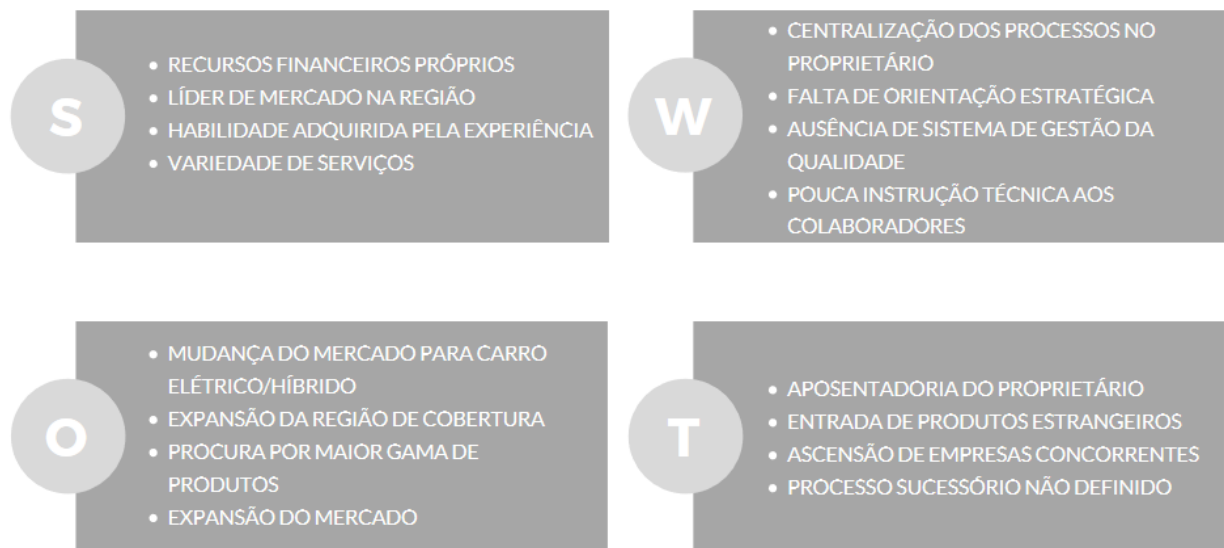 S
• RECURSOS FINANCEIROS PRÓPRIOS
• LÍDER DE MERCADO NA REGIÃO
• HABILIDADE ADQUIRIDA PELA EXPERIÊNCIA
• VARIEDADE DE SERVIÇOS
W
• CENTRALIZAÇÃO DOS PROCESSOS NO
PROPRIETÁRIO
• FALTA DE ORIENTAÇÃO ESTRATÉGICA
• AUSÊNCIA DE SISTEMA DE GESTÃO DA
QUALIDADE
• POUCA INSTRUÇÃO TÉCNICA AOS
COLABORADORES
O
• MUDANÇA DO MERCADO PARA CARRO
ELÉTRICO/HÍBRIDO
• EXPANSÃO DA REGIÃO DE COBERTURA
• PROCURA POR MAIOR GAMA DE
PRODUTOS
• EXPANSÃO DO MERCADO
T
• APOSENTADORIA DO PROPRIETÁRIO
• ENTRADA DE PRODUTOS ESTRANGEIROS
• ASCENSÃO DE EMPRESAS CONCORRENTES
• PROCESSO SUCESSÓRIO NÃO DEFINIDO